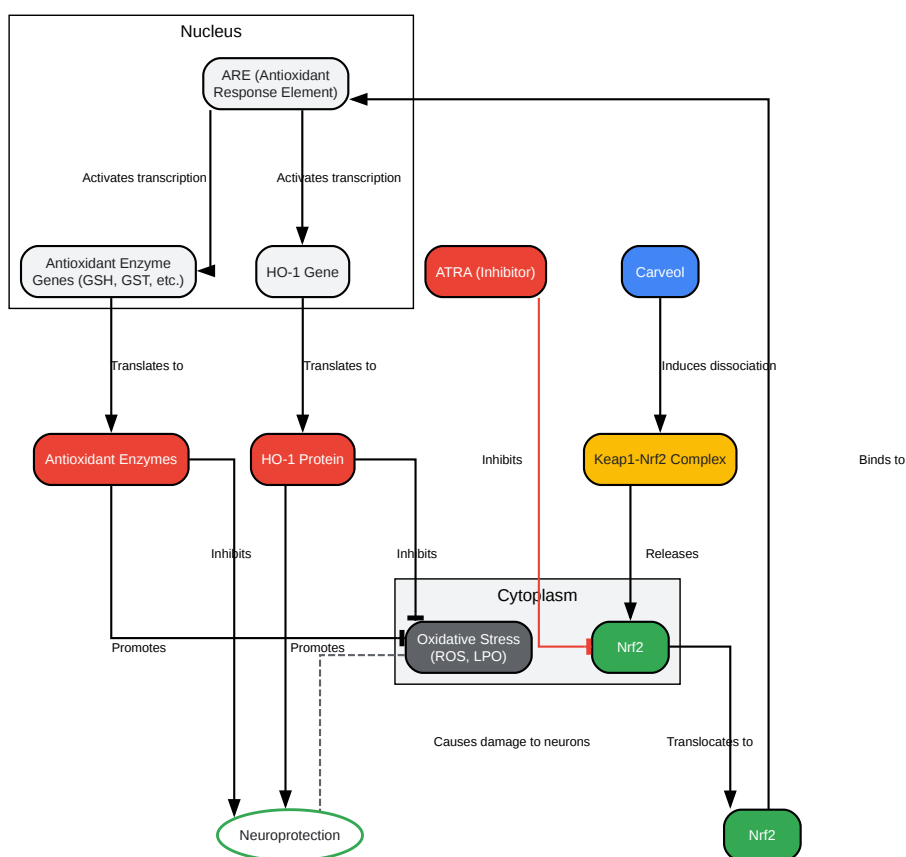 Nucleus
ARE (Antioxidant
Response Element)
Activates transcription
Activates transcription
Antioxidant Enzyme
Genes (GSH, GST, etc.)
HO-1 Gene
ATRA (Inhibitor)
Carveol
Translates to
Translates to
Induces dissociation
Antioxidant Enzymes
HO-1 Protein
Inhibits
Keap1-Nrf2 Complex
Binds to
Inhibits
Inhibits
Releases
Cytoplasm
Oxidative Stress
(ROS, LPO)
Nrf2
Promotes
Promotes
Causes damage to neurons
Translocates to
Neuroprotection
Nrf2